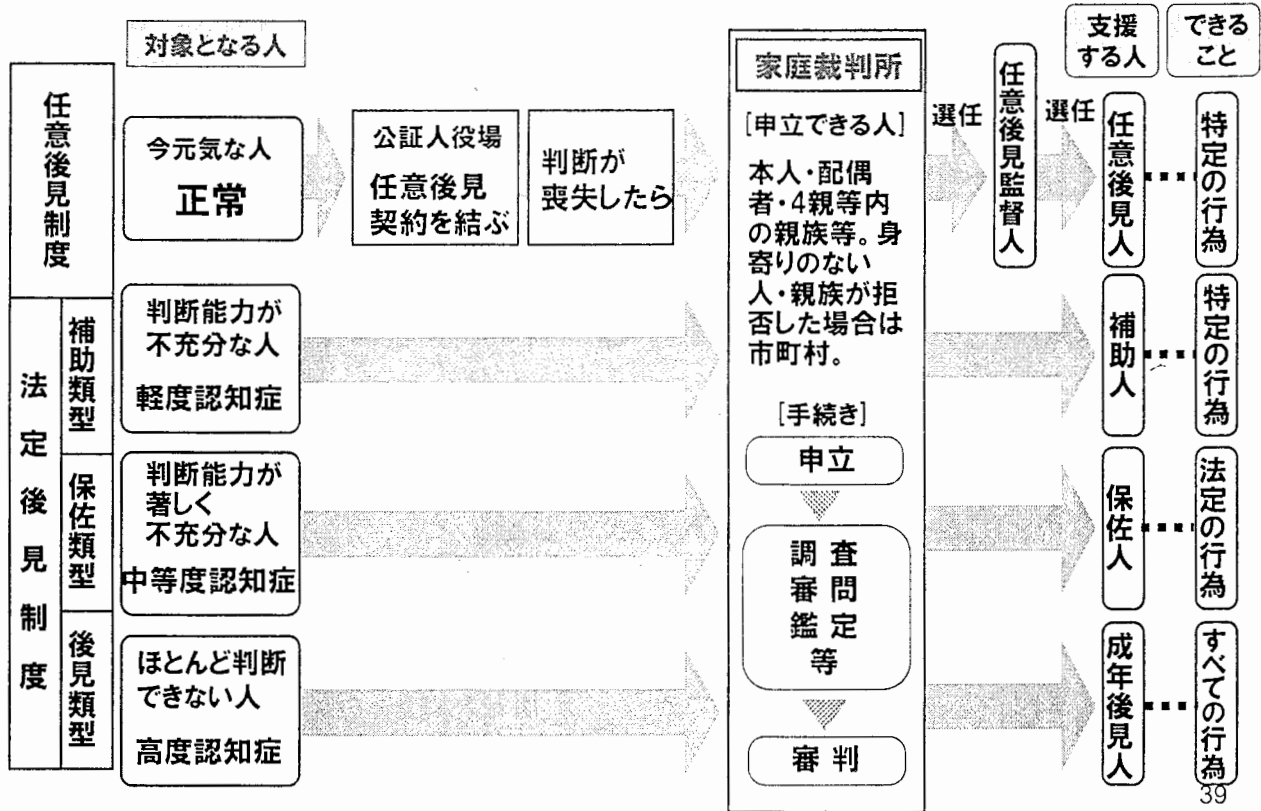 対象となる人
支援
する人
できる
こと
任意後見制度
今元気な人
正常
公証人役場
任意後見
契約を結ぶ
判断が
喪失したら
家庭裁判所
[申立できる人]
本人・配偶
者・4親等内
の親族等。身
寄りのない
人・親族が拒
否した場合は
市町村。
[手続き]
申立
調査
審問
鑑定
等
審判
選任
任意後見監督人
選任
任意後見人
特定の行為
法定後見制度
補助類型
判断能力が
不充分な人
軽度認知症
補助人
特定の行為
保佐類型
判断能力が
著しく
不充分な人
中等度認知症
保佐人
法定の行為
後見類型
ほとんど判断
できない人
高度認知症
成年後見人
すべての行為
39